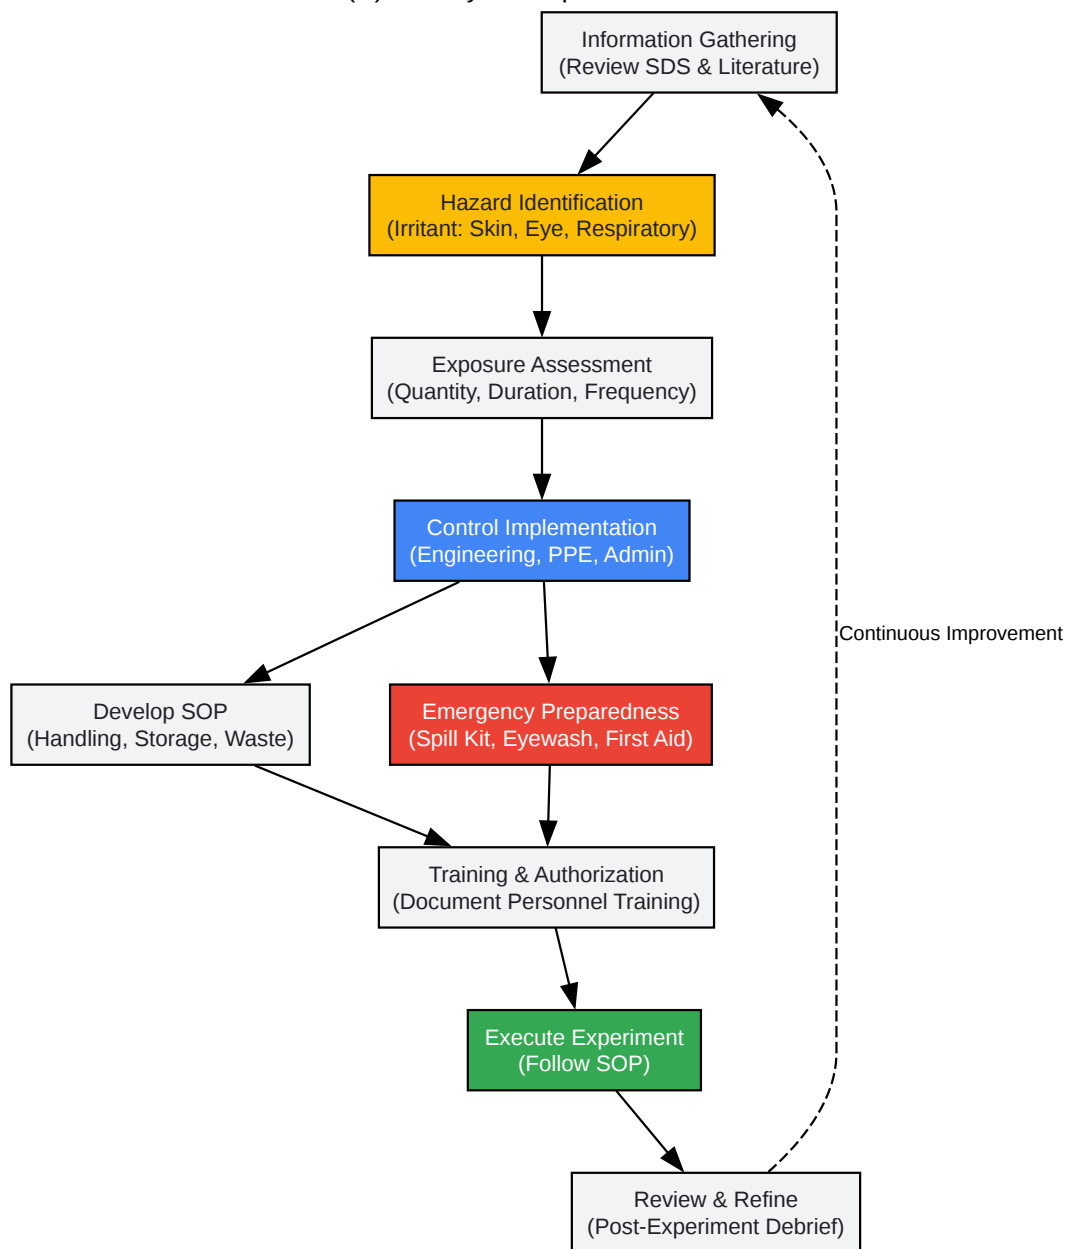 Information Gathering
(Review SDS & Literature)
Hazard Identification
(Irritant: Skin, Eye, Respiratory)
Exposure Assessment
(Quantity, Duration, Frequency)
Control Implementation
(Engineering, PPE, Admin)
Continuous Improvement
Develop SOP
(Handling, Storage, Waste)
Emergency Preparedness
(Spill Kit, Eyewash, First Aid)
Training & Authorization
(Document Personnel Training)
Execute Experiment
(Follow SOP)
Review & Refine
(Post-Experiment Debrief)